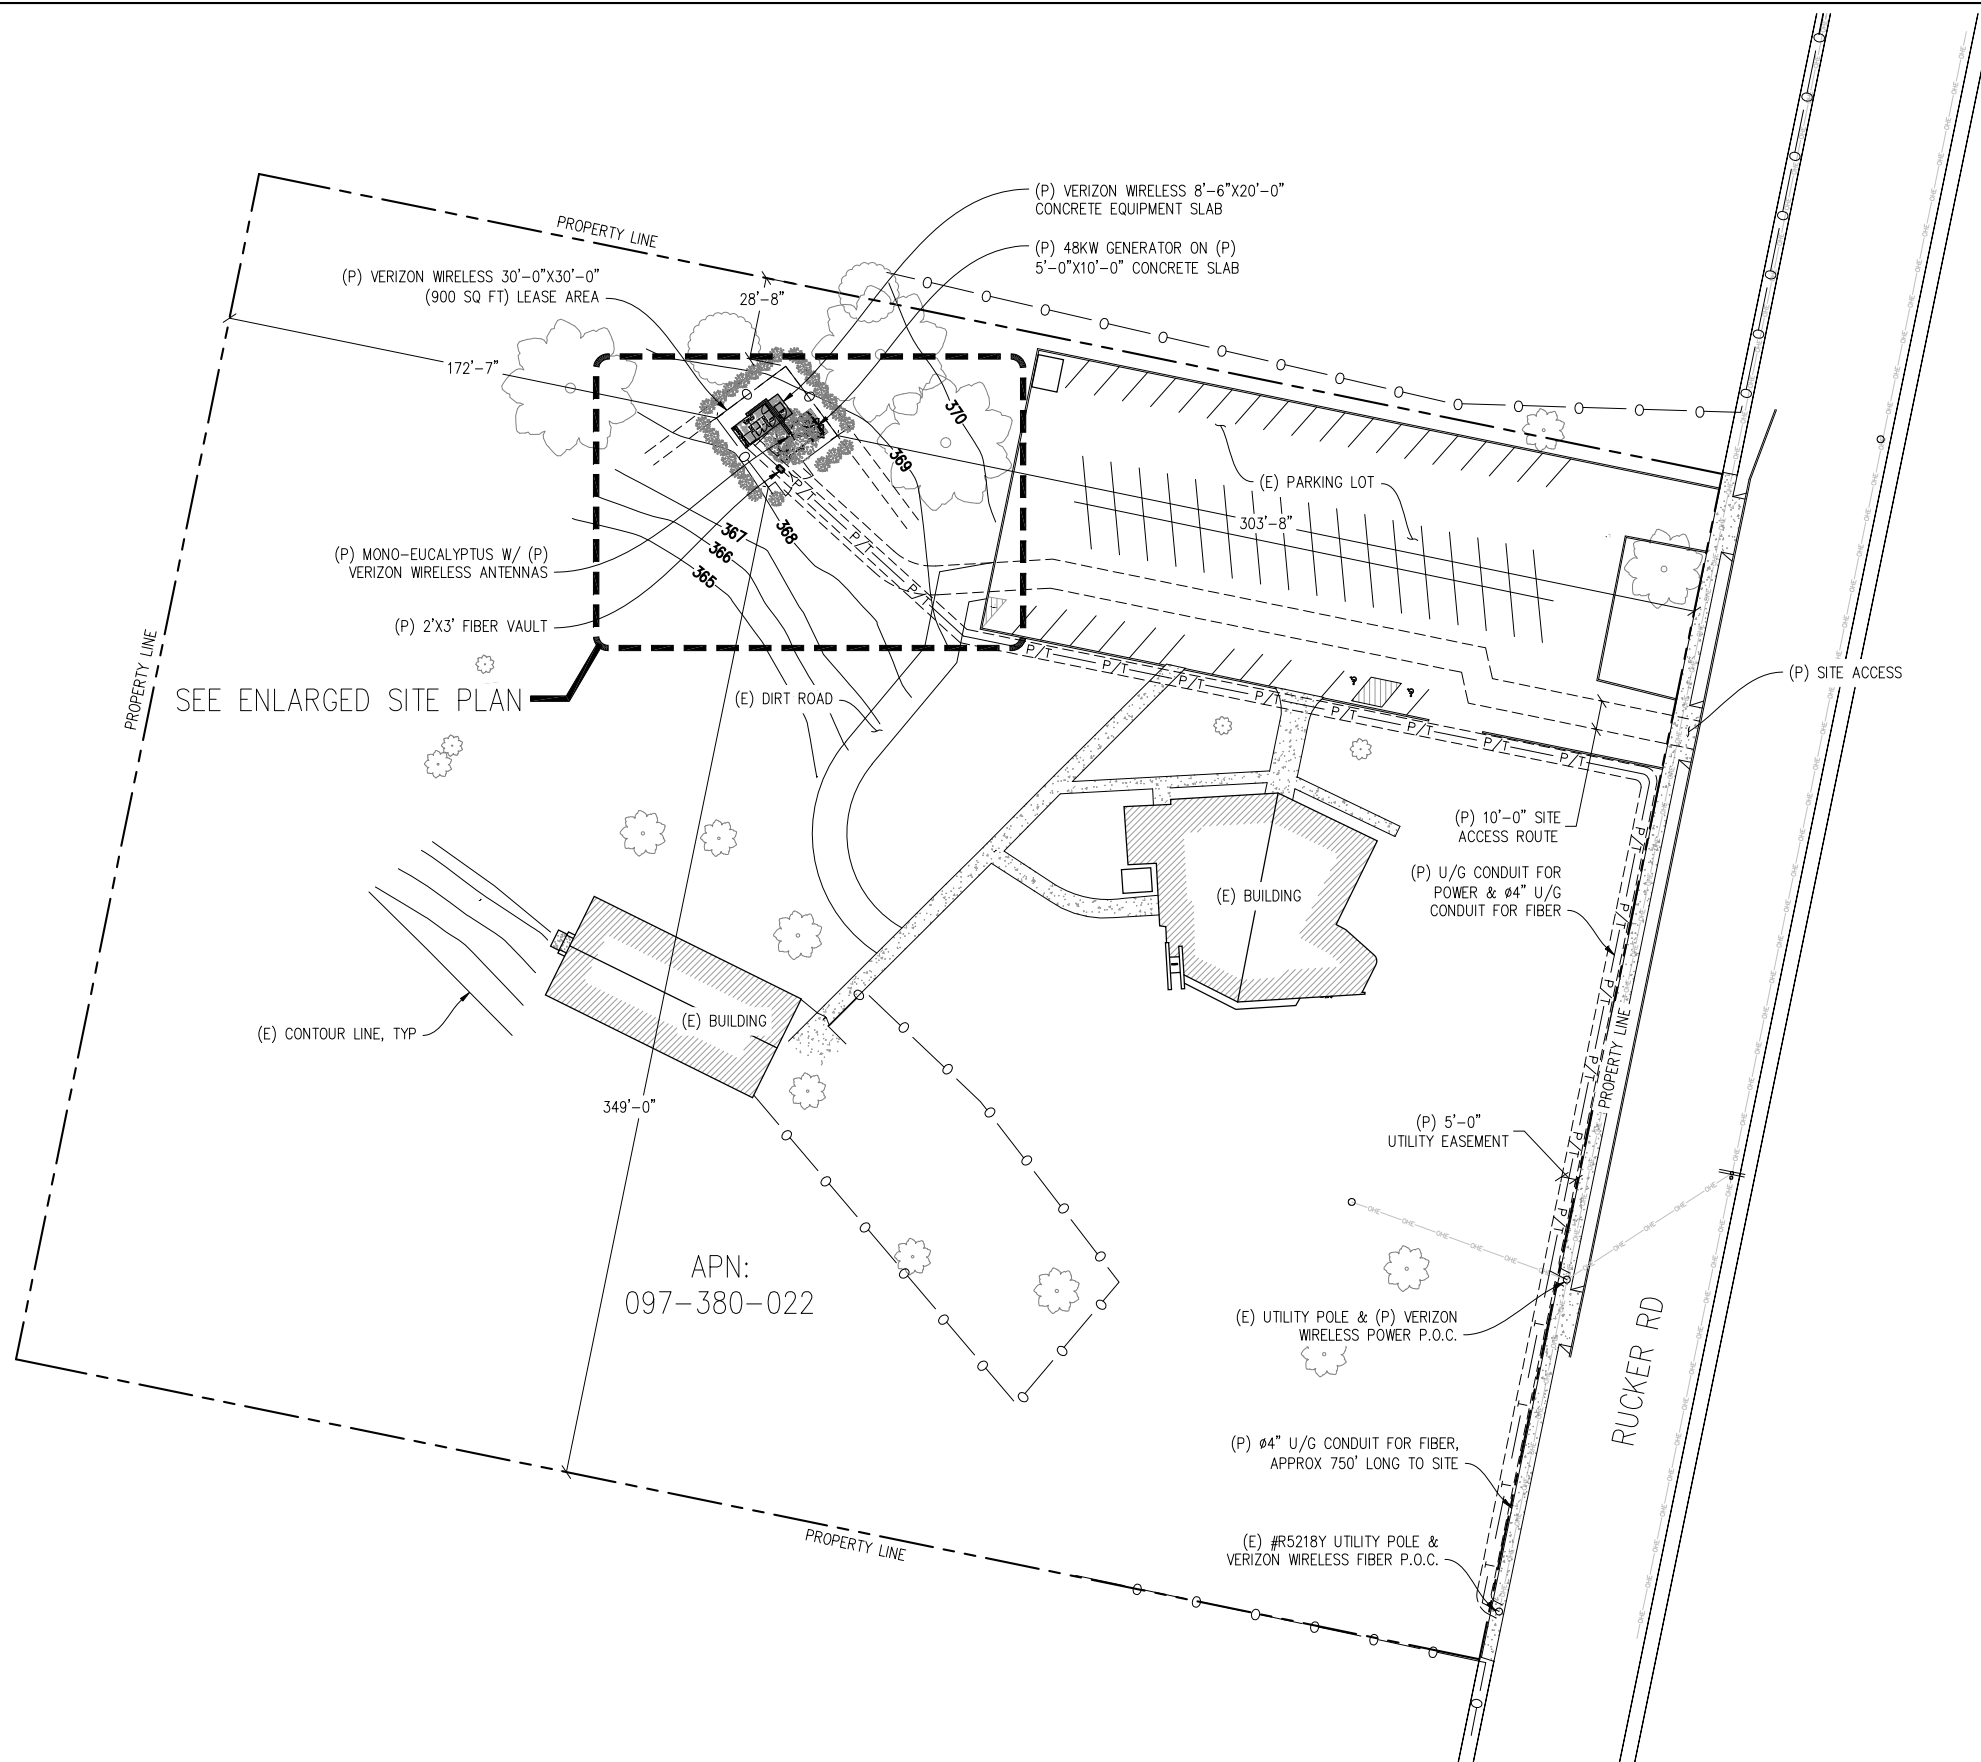 (P) VERIZON WIRELESS 8'-6"X20'-0"
CONCRETE EQUIPMENT SLAB
PROPERTY LINE
(P) 48KW GENERATOR ON (P)
5'-0"X10'-0" CONCRETE SLAB
(P) VERIZON WIRELESS 30'-0"X30'-0"
(900 SQ FT) LEASE AREA
28'-8"
172'-7"
370
369
(E) PARKING LOT
303'-8"
367
368
366
365
(P) MONO-EUCALYPTUS W/ (P)
VERIZON WIRELESS ANTENNAS
(P) 2'X3' FIBER VAULT
P/T
P/T
P/T
P/T
P/T
P/T
P/T
P/T
P/T
P/T
P/T
PROPERTY LINE
SEE ENLARGED SITE PLAN
(E) DIRT ROAD
(P) SITE ACCESS
(P) 10'-0" SITE
ACCESS ROUTE
(P) U/G CONDUIT FOR
POWER & ø4" U/G
CONDUIT FOR FIBER
P/T
P/T
P/T
P/T
P/T
P/T
(E) BUILDING
(E) BUILDING
(E) CONTOUR LINE, TYP
PROPERTY LINE
349'-0"
(P) 5'-0"
UTILITY EASEMENT
OHE
OHE
OHE
OHE
OHE
OHE
APN:
097-380-022
(E) UTILITY POLE & (P) VERIZON
WIRELESS POWER P.O.C.
RUCKER RD
T
T
T
T
(P) ø4" U/G CONDUIT FOR FIBER,
APPROX 750' LONG TO SITE
(E) #R5218Y UTILITY POLE &
VERIZON WIRELESS FIBER P.O.C.
PROPERTY LINE